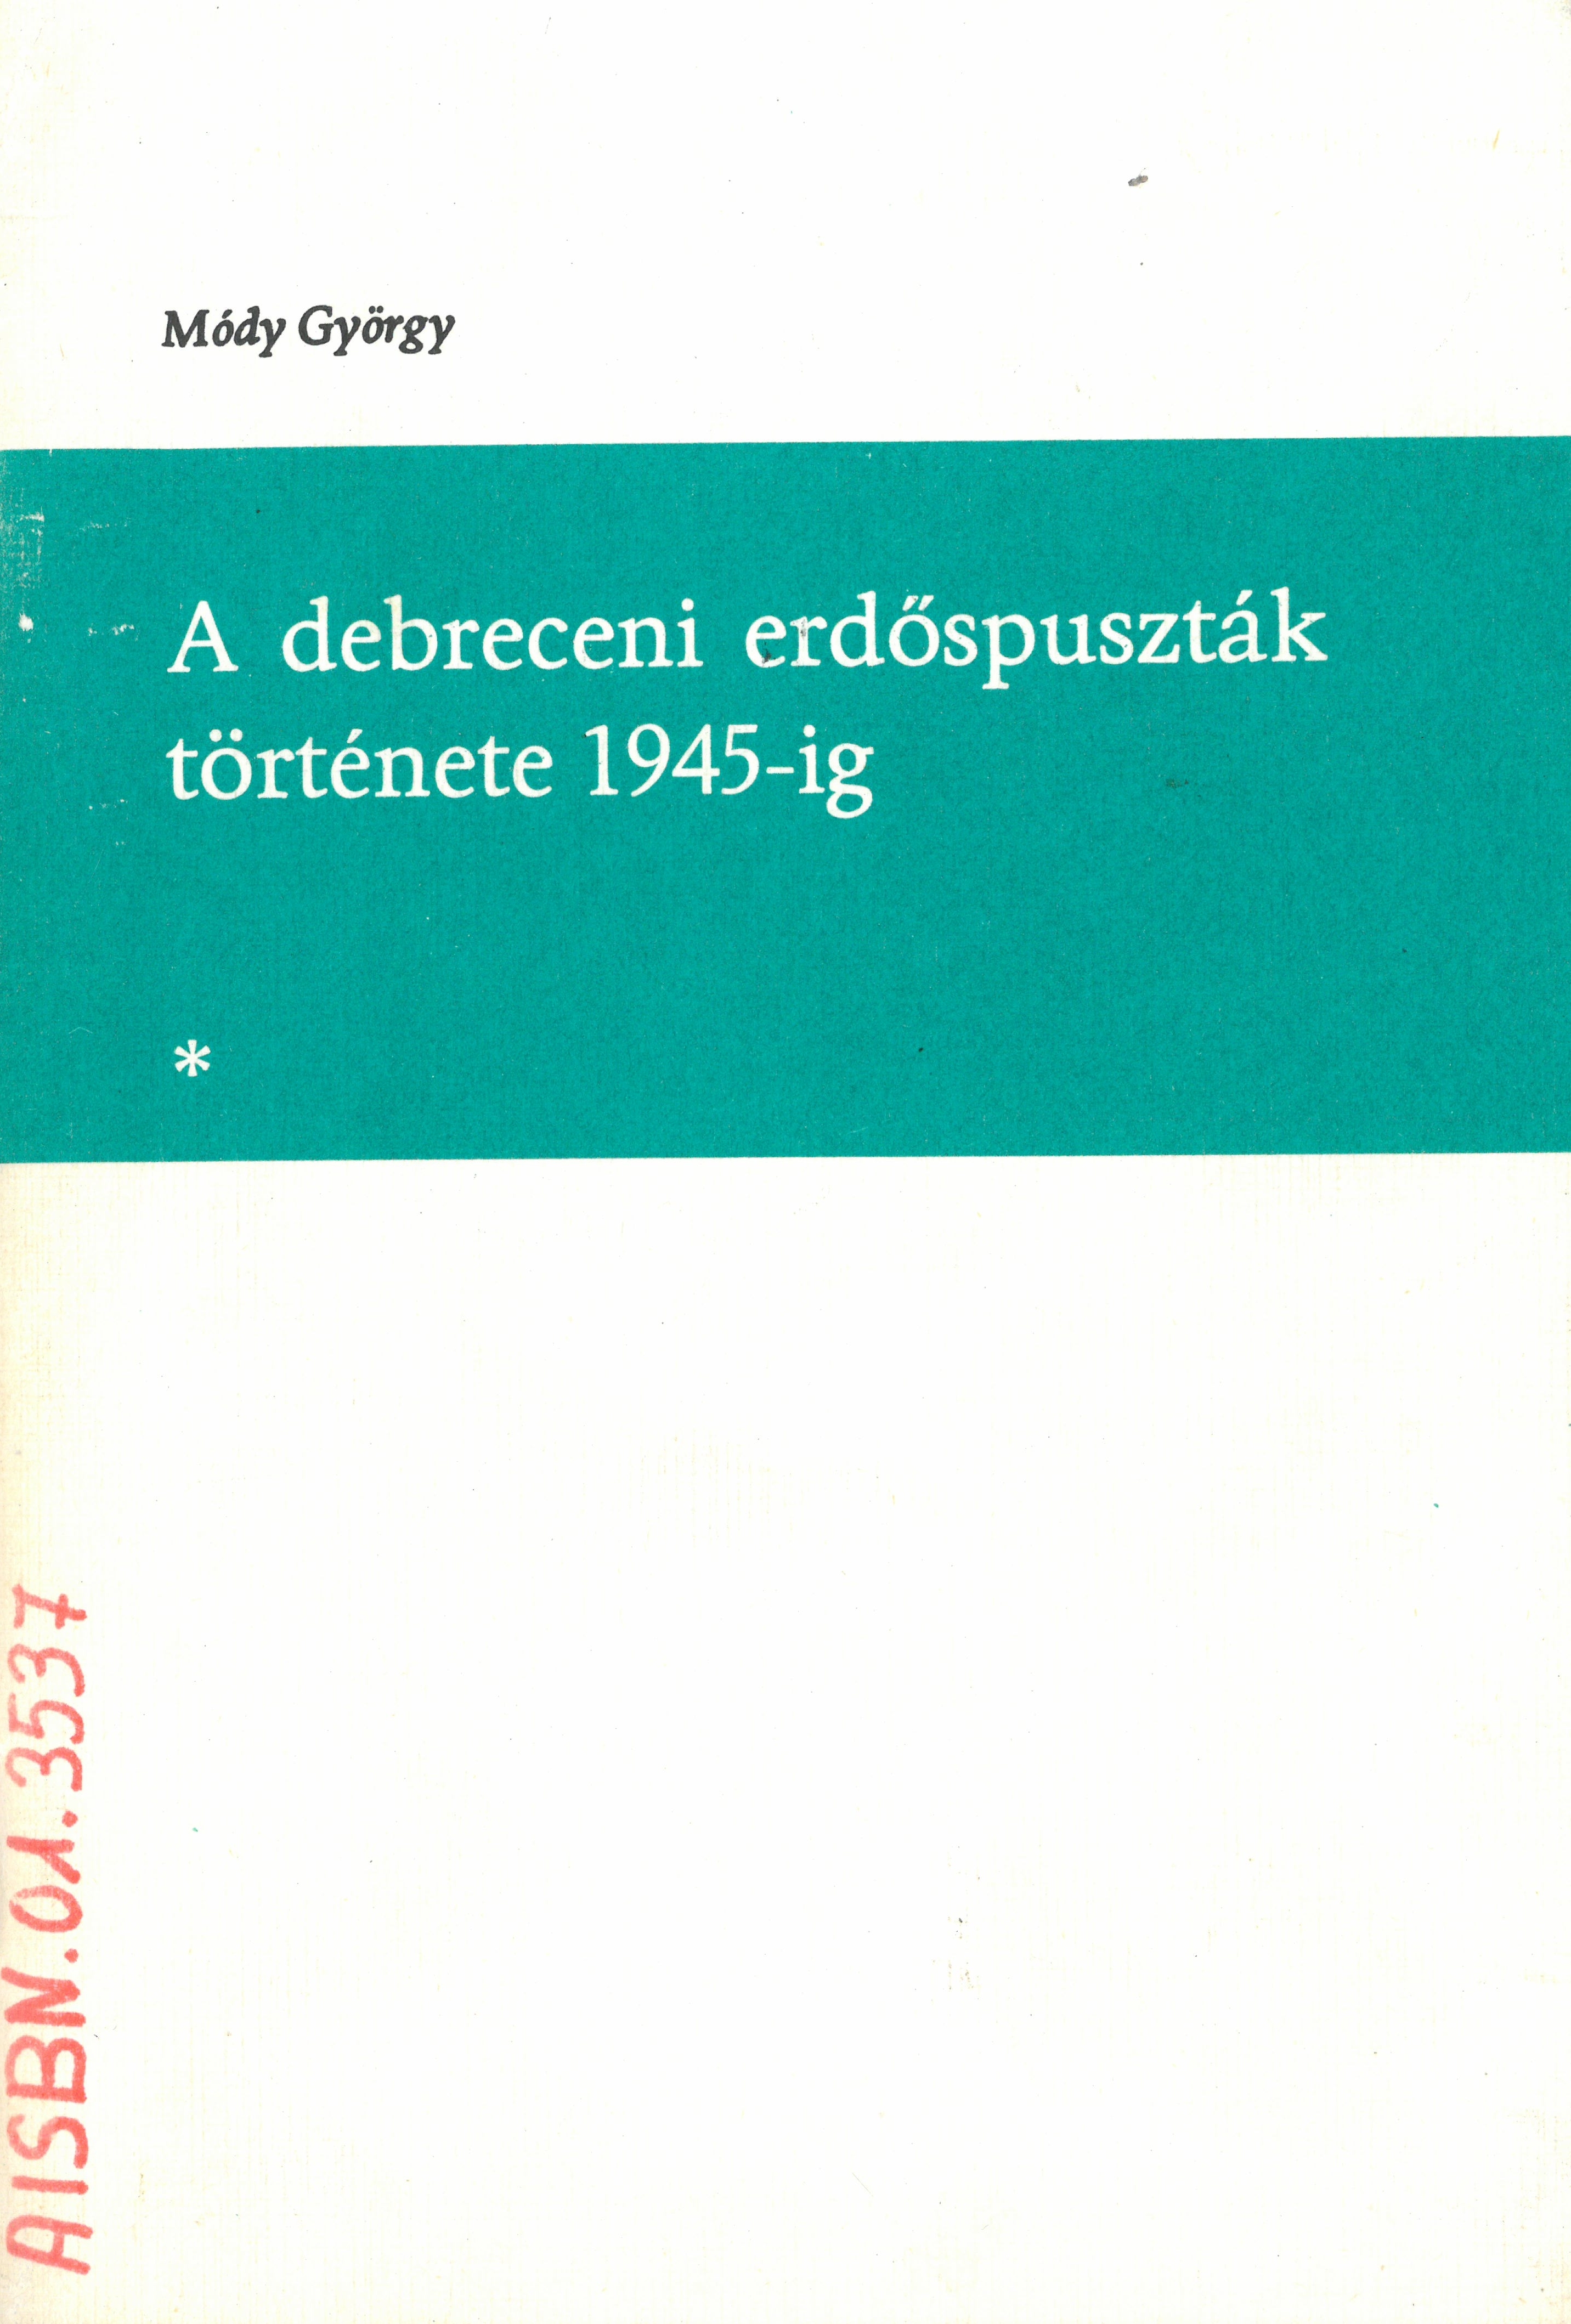 Módy György
A debreceni erdőspuszták
története 1945-ig
*
AISBN.01.3537